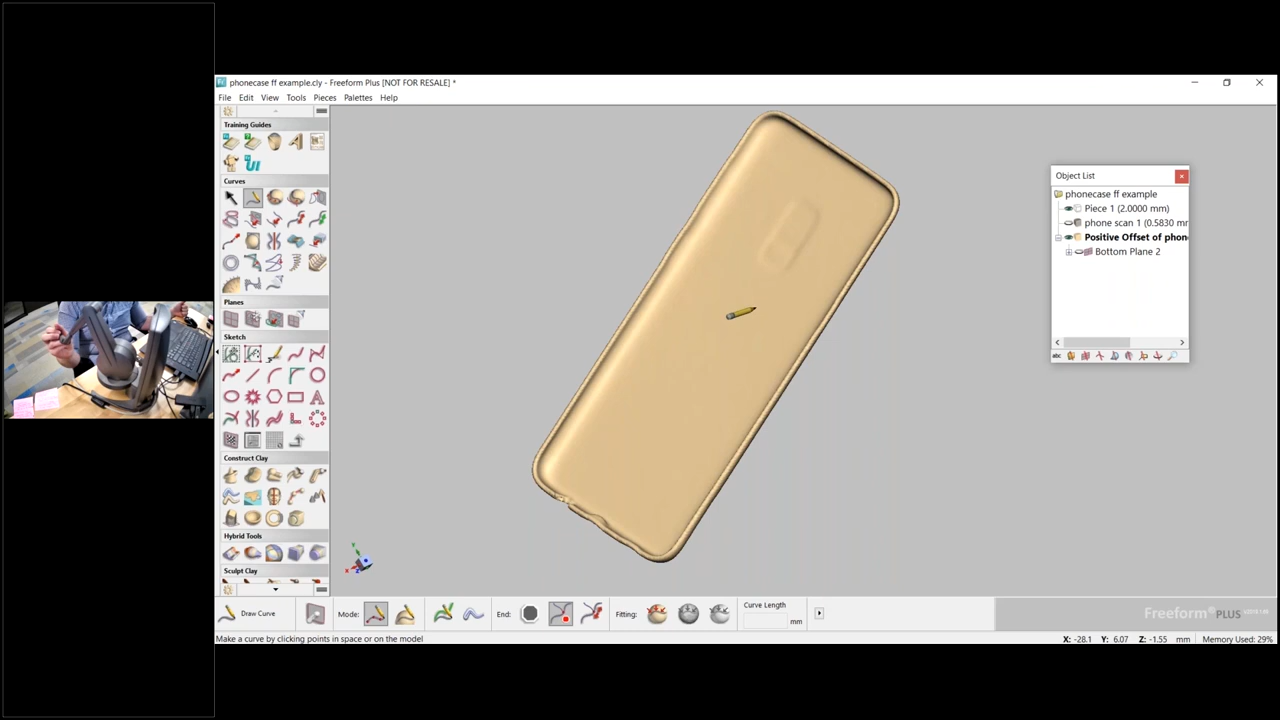 phonecase ff example.cly - Freeform Plus [NOT FOR RESALE] *
File Edit View Tools Pieces Palettes Help
Training Guides
Curves
Planes
Sketch
Construct Clay
Hybrid Tools
Sculpt Clay
Object List
phonecase ff example
Piece 1 (2.0000 mm)
phone scan 1 (0.5830 mm
Positive Offset of phon
Bottom Plane 2
Draw Curve
Mode:
End:
Fitting:
Curve Length
mm
Freeform® PLUS
Make a curve by clicking points in space or on the model
X: -28.1 Y: 6.07 Z: -1.55 mm Memory Used: 29%